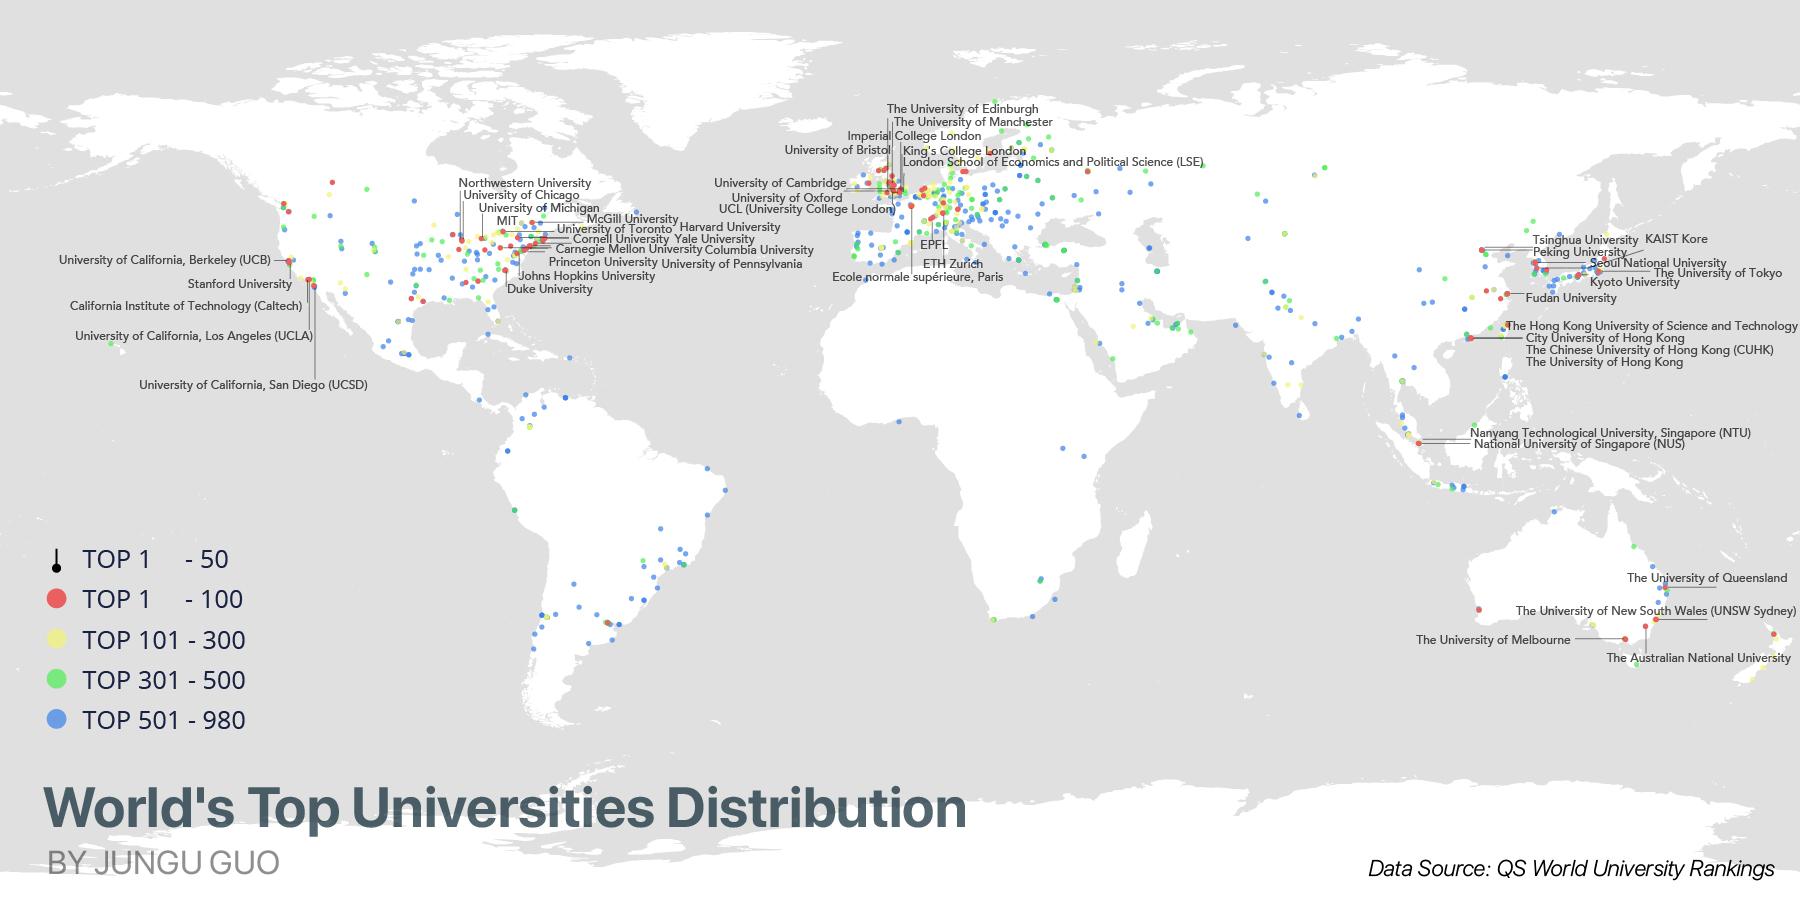 The University of Edinburgh
The University of Manchester
Imperial College London
University of Bristol
King's College London
London School of Economics and Political Science (LSE)
University of Cambridge
University of Oxford
UCL (University College London)
EPFL
ETH Zurich
Ecole normale supérieure, Paris
Northwestern University
University of Chicago
University of Michigan
MIT
McGill University
University of Toronto
Harvard University
Cornell University
Yale University
Carnegie Mellon University
Columbia University
Princeton University
University of Pennsylvania
Johns Hopkins University
Duke University
University of California, Berkeley (UCB)
Stanford University
California Institute of Technology (Caltech)
University of California, Los Angeles (UCLA)
University of California, San Diego (UCSD)
Tsinghua University
KAIST Kore
Peking University
Seoul National University
The University of Tokyo
Kyoto University
Fudan University
The Hong Kong University of Science and Technology
City University of Hong Kong
The Chinese University of Hong Kong (CUHK)
The University of Hong Kong
Nanyang Technological University, Singapore (NTU)
National University of Singapore (NUS)
The University of Queensland
The University of New South Wales (UNSW Sydney)
The University of Melbourne
The Australian National University
TOP 1 - 50
TOP 1 - 100
TOP 101 - 300
TOP 301 - 500
TOP 501 - 980
World's Top Universities Distribution
BY JUNGU GUO
Data Source: QS World University Rankings